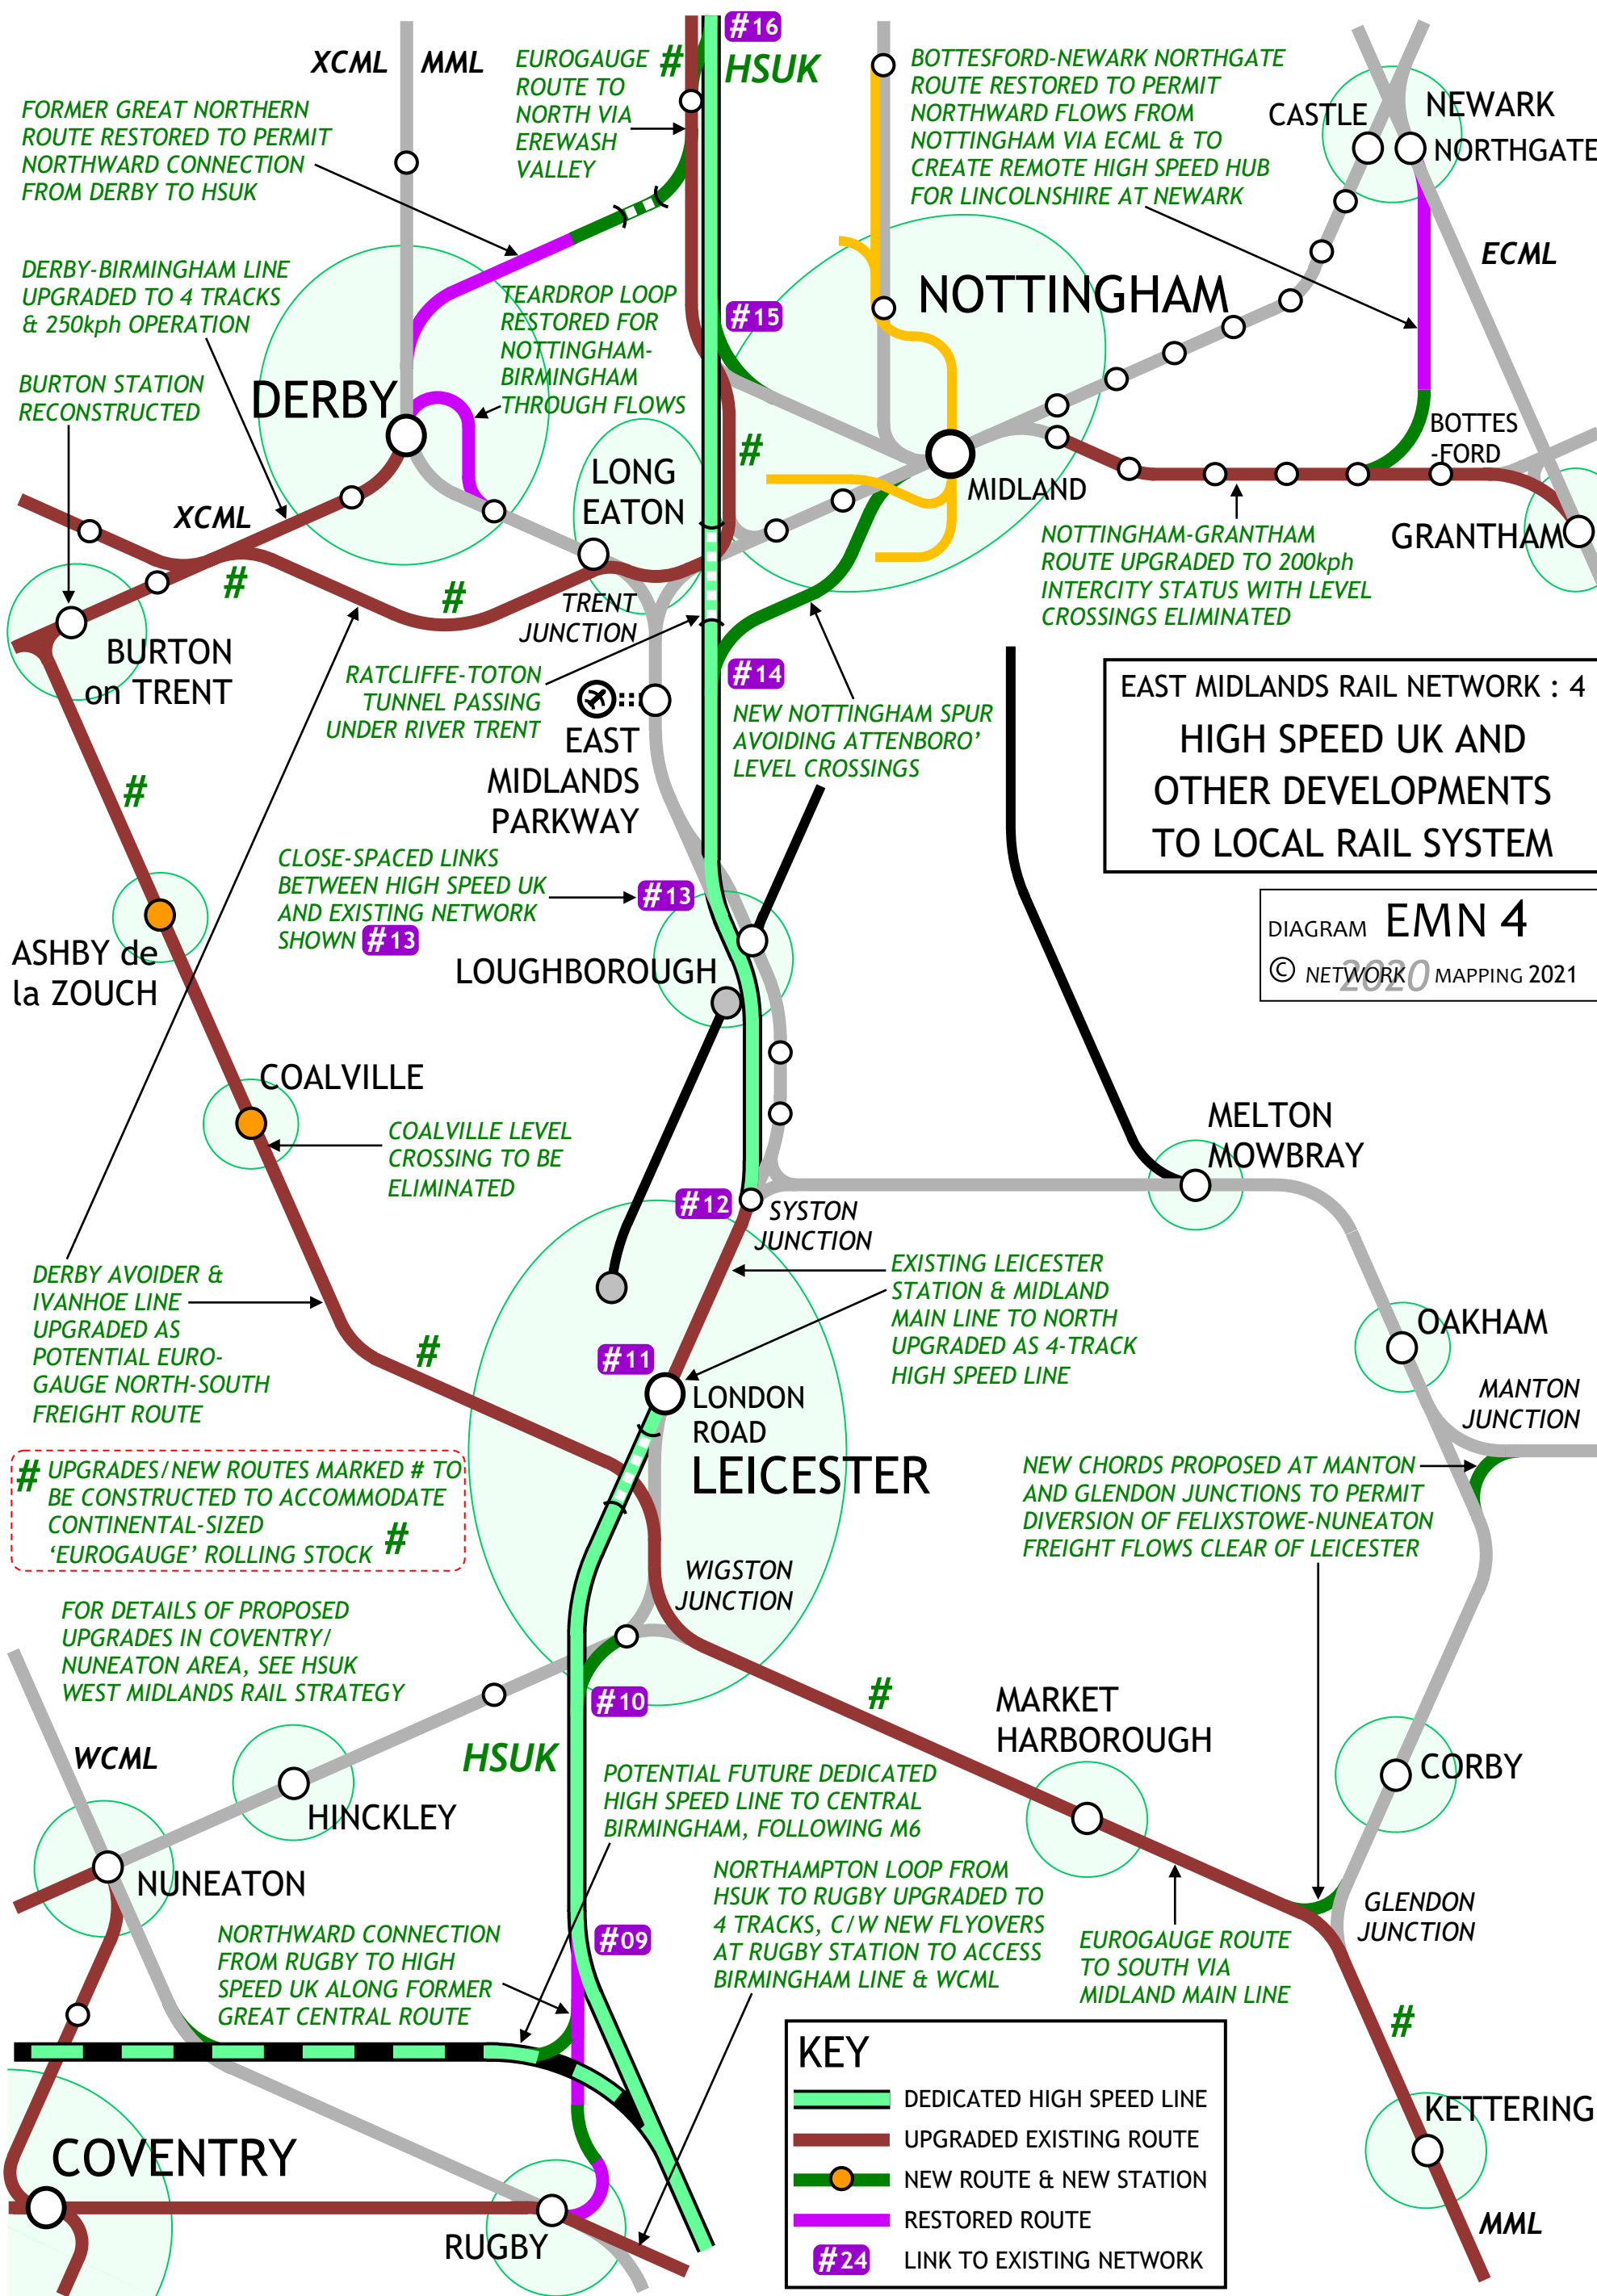 #16
HSUK
XCML
MML
EUROGAUGE
ROUTE TO
NORTH VIA
EREWASH
VALLEY
#
BOTTESFORD-NEWARK NORTHGATE
ROUTE RESTORED TO PERMIT
NORTHWARD FLOWS FROM
NOTTINGHAM VIA ECML & TO
CREATE REMOTE HIGH SPEED HUB
FOR LINCOLNSHIRE AT NEWARK
CASTLE
NEWARK
NORTHGATE
FORMER GREAT NORTHERN
ROUTE RESTORED TO PERMIT
NORTHWARD CONNECTION
FROM DERBY TO HSUK
ECML
DERBY-BIRMINGHAM LINE
UPGRADED TO 4 TRACKS
& 250kph OPERATION
TEARDROP LOOP
RESTORED FOR
NOTTINGHAM-
BIRMINGHAM
THROUGH FLOWS
#15
NOTTINGHAM
BURTON STATION
RECONSTRUCTED
DERBY
LONG
EATON
#
MIDLAND
BOTTES
-FORD
GRANTHAM
XCML
NOTTINGHAM-GRANTHAM
ROUTE UPGRADED TO 200kph
INTERCITY STATUS WITH LEVEL
CROSSINGS ELIMINATED
#
#
TRENT
JUNCTION
BURTON
on TRENT
RATCLIFFE-TOTON
TUNNEL PASSING
UNDER RIVER TRENT
#14
NEW NOTTINGHAM SPUR
AVOIDING ATTENBORO’
LEVEL CROSSINGS
EAST
MIDLANDS
PARKWAY
EAST MIDLANDS RAIL NETWORK : 4
HIGH SPEED UK AND
OTHER DEVELOPMENTS
TO LOCAL RAIL SYSTEM
#
CLOSE-SPACED LINKS
BETWEEN HIGH SPEED UK
AND EXISTING NETWORK
SHOWN #13
#13
DIAGRAM EMN 4
© NETWORK 2020 MAPPING 2021
ASHBY de
la ZOUCH
LOUGHBOROUGH
COALVILLE
COALVILLE LEVEL
CROSSING TO BE
ELIMINATED
MELTON
MOWBRAY
#12
SYSTON
JUNCTION
DERBY AVOIDER &
IVANHOE LINE
UPGRADED AS
POTENTIAL EURO-
GAUGE NORTH-SOUTH
FREIGHT ROUTE
EXISTING LEICESTER
STATION & MIDLAND
MAIN LINE TO NORTH
UPGRADED AS 4-TRACK
HIGH SPEED LINE
OAKHAM
#
#11
LONDON
ROAD
LEICESTER
MANTON
JUNCTION
# UPGRADES/NEW ROUTES MARKED # TO
BE CONSTRUCTED TO ACCOMMODATE
CONTINENTAL-SIZED
‘EUROGAUGE’ ROLLING STOCK #
NEW CHORDS PROPOSED AT MANTON
AND GLENDON JUNCTIONS TO PERMIT
DIVERSION OF FELIXSTOWE-NUNEATON
FREIGHT FLOWS CLEAR OF LEICESTER
WIGSTON
JUNCTION
FOR DETAILS OF PROPOSED
UPGRADES IN COVENTRY/
NUNEATON AREA, SEE HSUK
WEST MIDLANDS RAIL STRATEGY
#10
#
MARKET
HARBOROUGH
WCML
HSUK
HINCKLEY
POTENTIAL FUTURE DEDICATED
HIGH SPEED LINE TO CENTRAL
BIRMINGHAM, FOLLOWING M6
CORBY
NUNEATON
NORTHAMPTON LOOP FROM
HSUK TO RUGBY UPGRADED TO
4 TRACKS, C/W NEW FLYOVERS
AT RUGBY STATION TO ACCESS
BIRMINGHAM LINE & WCML
GLENDON
JUNCTION
NORTHWARD CONNECTION
FROM RUGBY TO HIGH
SPEED UK ALONG FORMER
GREAT CENTRAL ROUTE
#09
EUROGAUGE ROUTE
TO SOUTH VIA
MIDLAND MAIN LINE
#
KEY
DEDICATED HIGH SPEED LINE
UPGRADED EXISTING ROUTE
NEW ROUTE & NEW STATION
RESTORED ROUTE
#24 LINK TO EXISTING NETWORK
KETTERING
COVENTRY
RUGBY
MML